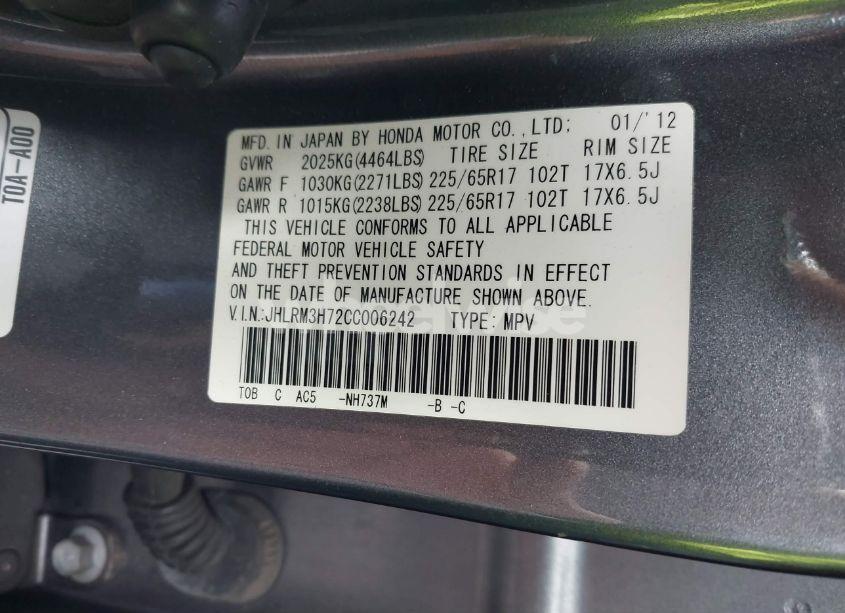 T0A-A00
MFD. IN JAPAN BY HONDA MOTOR CO.,LTD; 01/'12
GVWR 2025KG(4464LBS) TIRE SIZE RIM SIZE
GAWR F 1030KG(2271LBS) 225/65R17 102T 17X6.5J
GAWR R 1015KG(2238LBS) 225/65R17 102T 17X6.5J
THIS VEHICLE CONFORMS TO ALL APPLICABLE
FEDERAL MOTOR VEHICLE SAFETY
AND THEFT PREVENTION STANDARDS IN EFFECT
ON THE DATE OF MANUFACTURE SHOWN ABOVE.
V.I.N:JHLRM3H72CC006242 TYPE: MPV
TOB C AC5 -NH737M -B -C